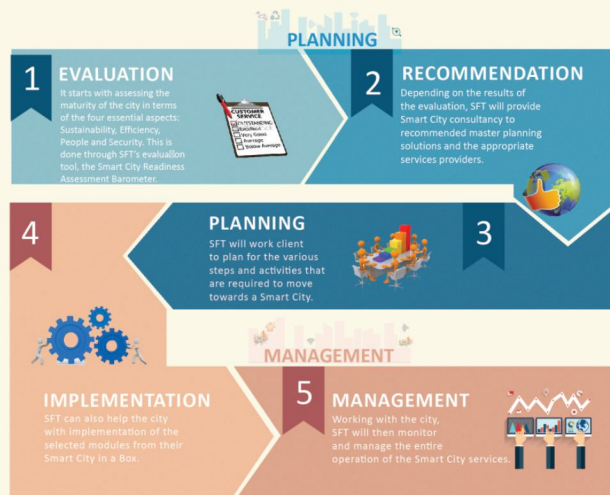 PLANNING
1
EVALUATION
It starts with assessing the
maturity of the city in terms
of the four essential aspects:
Sustainability, Efficiency,
People and Security. This is
done through SFT's evaluation
tool, the Smart City Readiness
Assessment Barometer.
CUSTOMER
SERVICE
OUTSTANDING
Excellent
Very Good
Average
Below Average
2
RECOMMENDATION
Depending on the results of
the evaluation, SFT will provide
Smart City consultancy to
recommended master planning
solutions and the appropriate
services providers.
3
PLANNING
SFT will work client
to plan for the various
steps and activities that
are required to move
towards a Smart City.
4
IMPLEMENTATION
SFT can also help the city
with implementation of the
selected modules from their
Smart City in a Box.
MANAGEMENT
5
MANAGEMENT
Working with the city,
SFT will then monitor
and manage the entire
operation of the Smart City services.